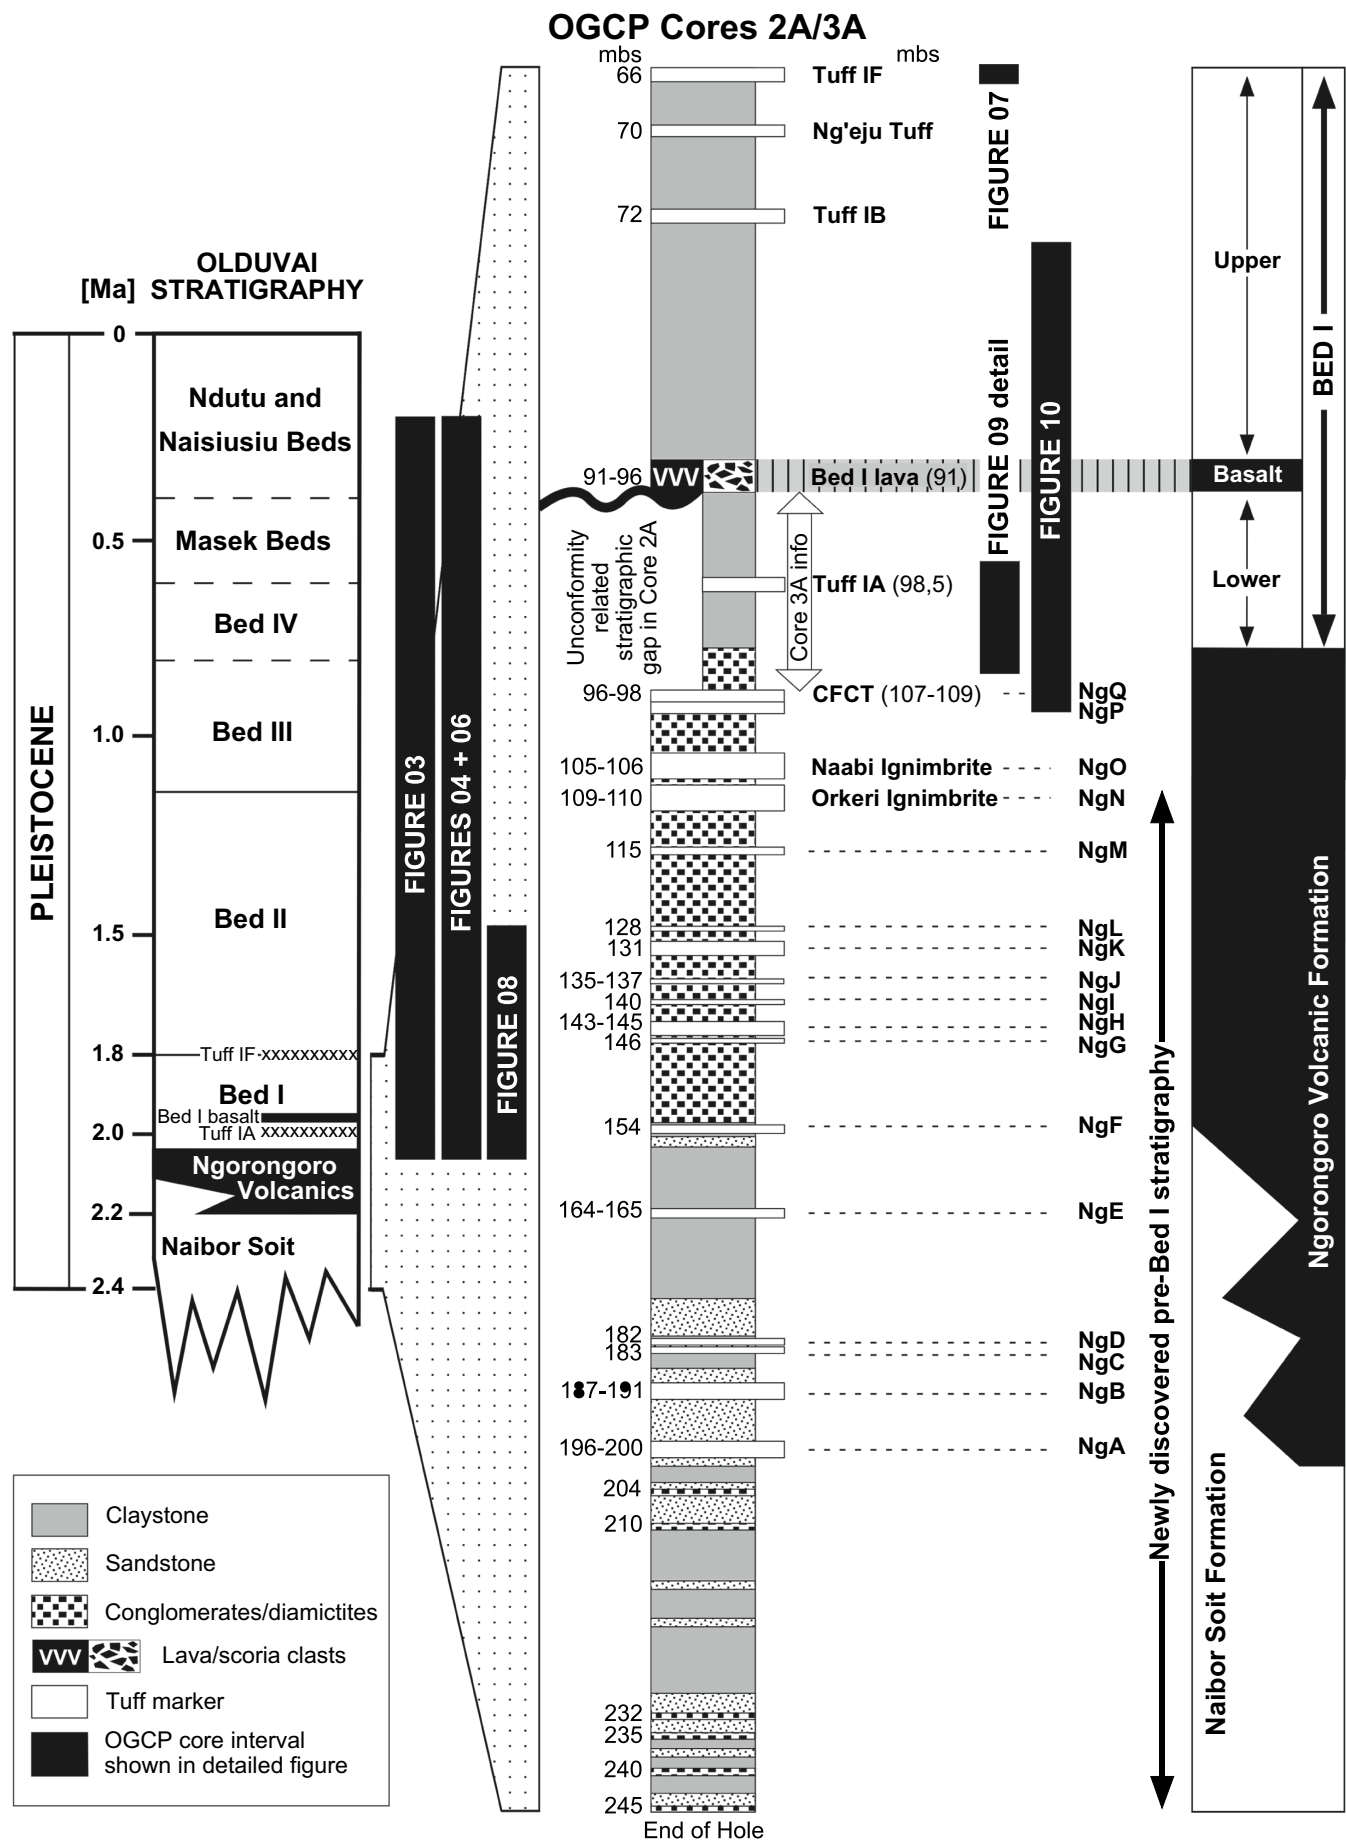 OGCP Cores 2A/3A
mbs
mbs
66
Tuff IF
70
Ng'eju Tuff
72
Tuff IB
91-96
VVV
Bed I lava (91)
Unconformity
related
stratigraphic
gap in Core 2A
Core 3A info
Tuff IA (98,5)
96-98
CFCT (107-109)
NgQ
NgP
105-106
Naabi Ignimbrite
NgO
109-110
Orkeri Ignimbrite
NgN
115
NgM
128
NgL
131
NgK
135-137
NgJ
140
NgI
143-145
NgH
146
NgG
154
NgF
164-165
NgE
182
NgD
183
NgC
NgB
196-200
NgA
204
210
232
235
240
245
End of Hole
FIGURE 07
FIGURE 09 detail
FIGURE 10
Upper
Basalt
Lower
BED I
Ngorongoro Volcanic Formation
Newly discovered pre-Bed I stratigraphy
Naibor Soit Formation
OLDUVAI
[Ma] STRATIGRAPHY
0
0.5
1.0
1.5
1.8
2.0
2.2
2.4
PLEISTOCENE
Ndutu and
Naisiusiu Beds
Masek Beds
Bed IV
Bed III
Bed II
Tuff IF xxxxxxxxxx
Bed I
Bed I basalt
Tuff IA xxxxxxxxxx
Ngorongoro
Volcanics
Naibor Soit
FIGURE 03
FIGURES 04 + 06
FIGURE 08
Claystone
Sandstone
Conglomerates/diamictites
VVV
Lava/scoria clasts
Tuff marker
OGCP core interval
shown in detailed figure